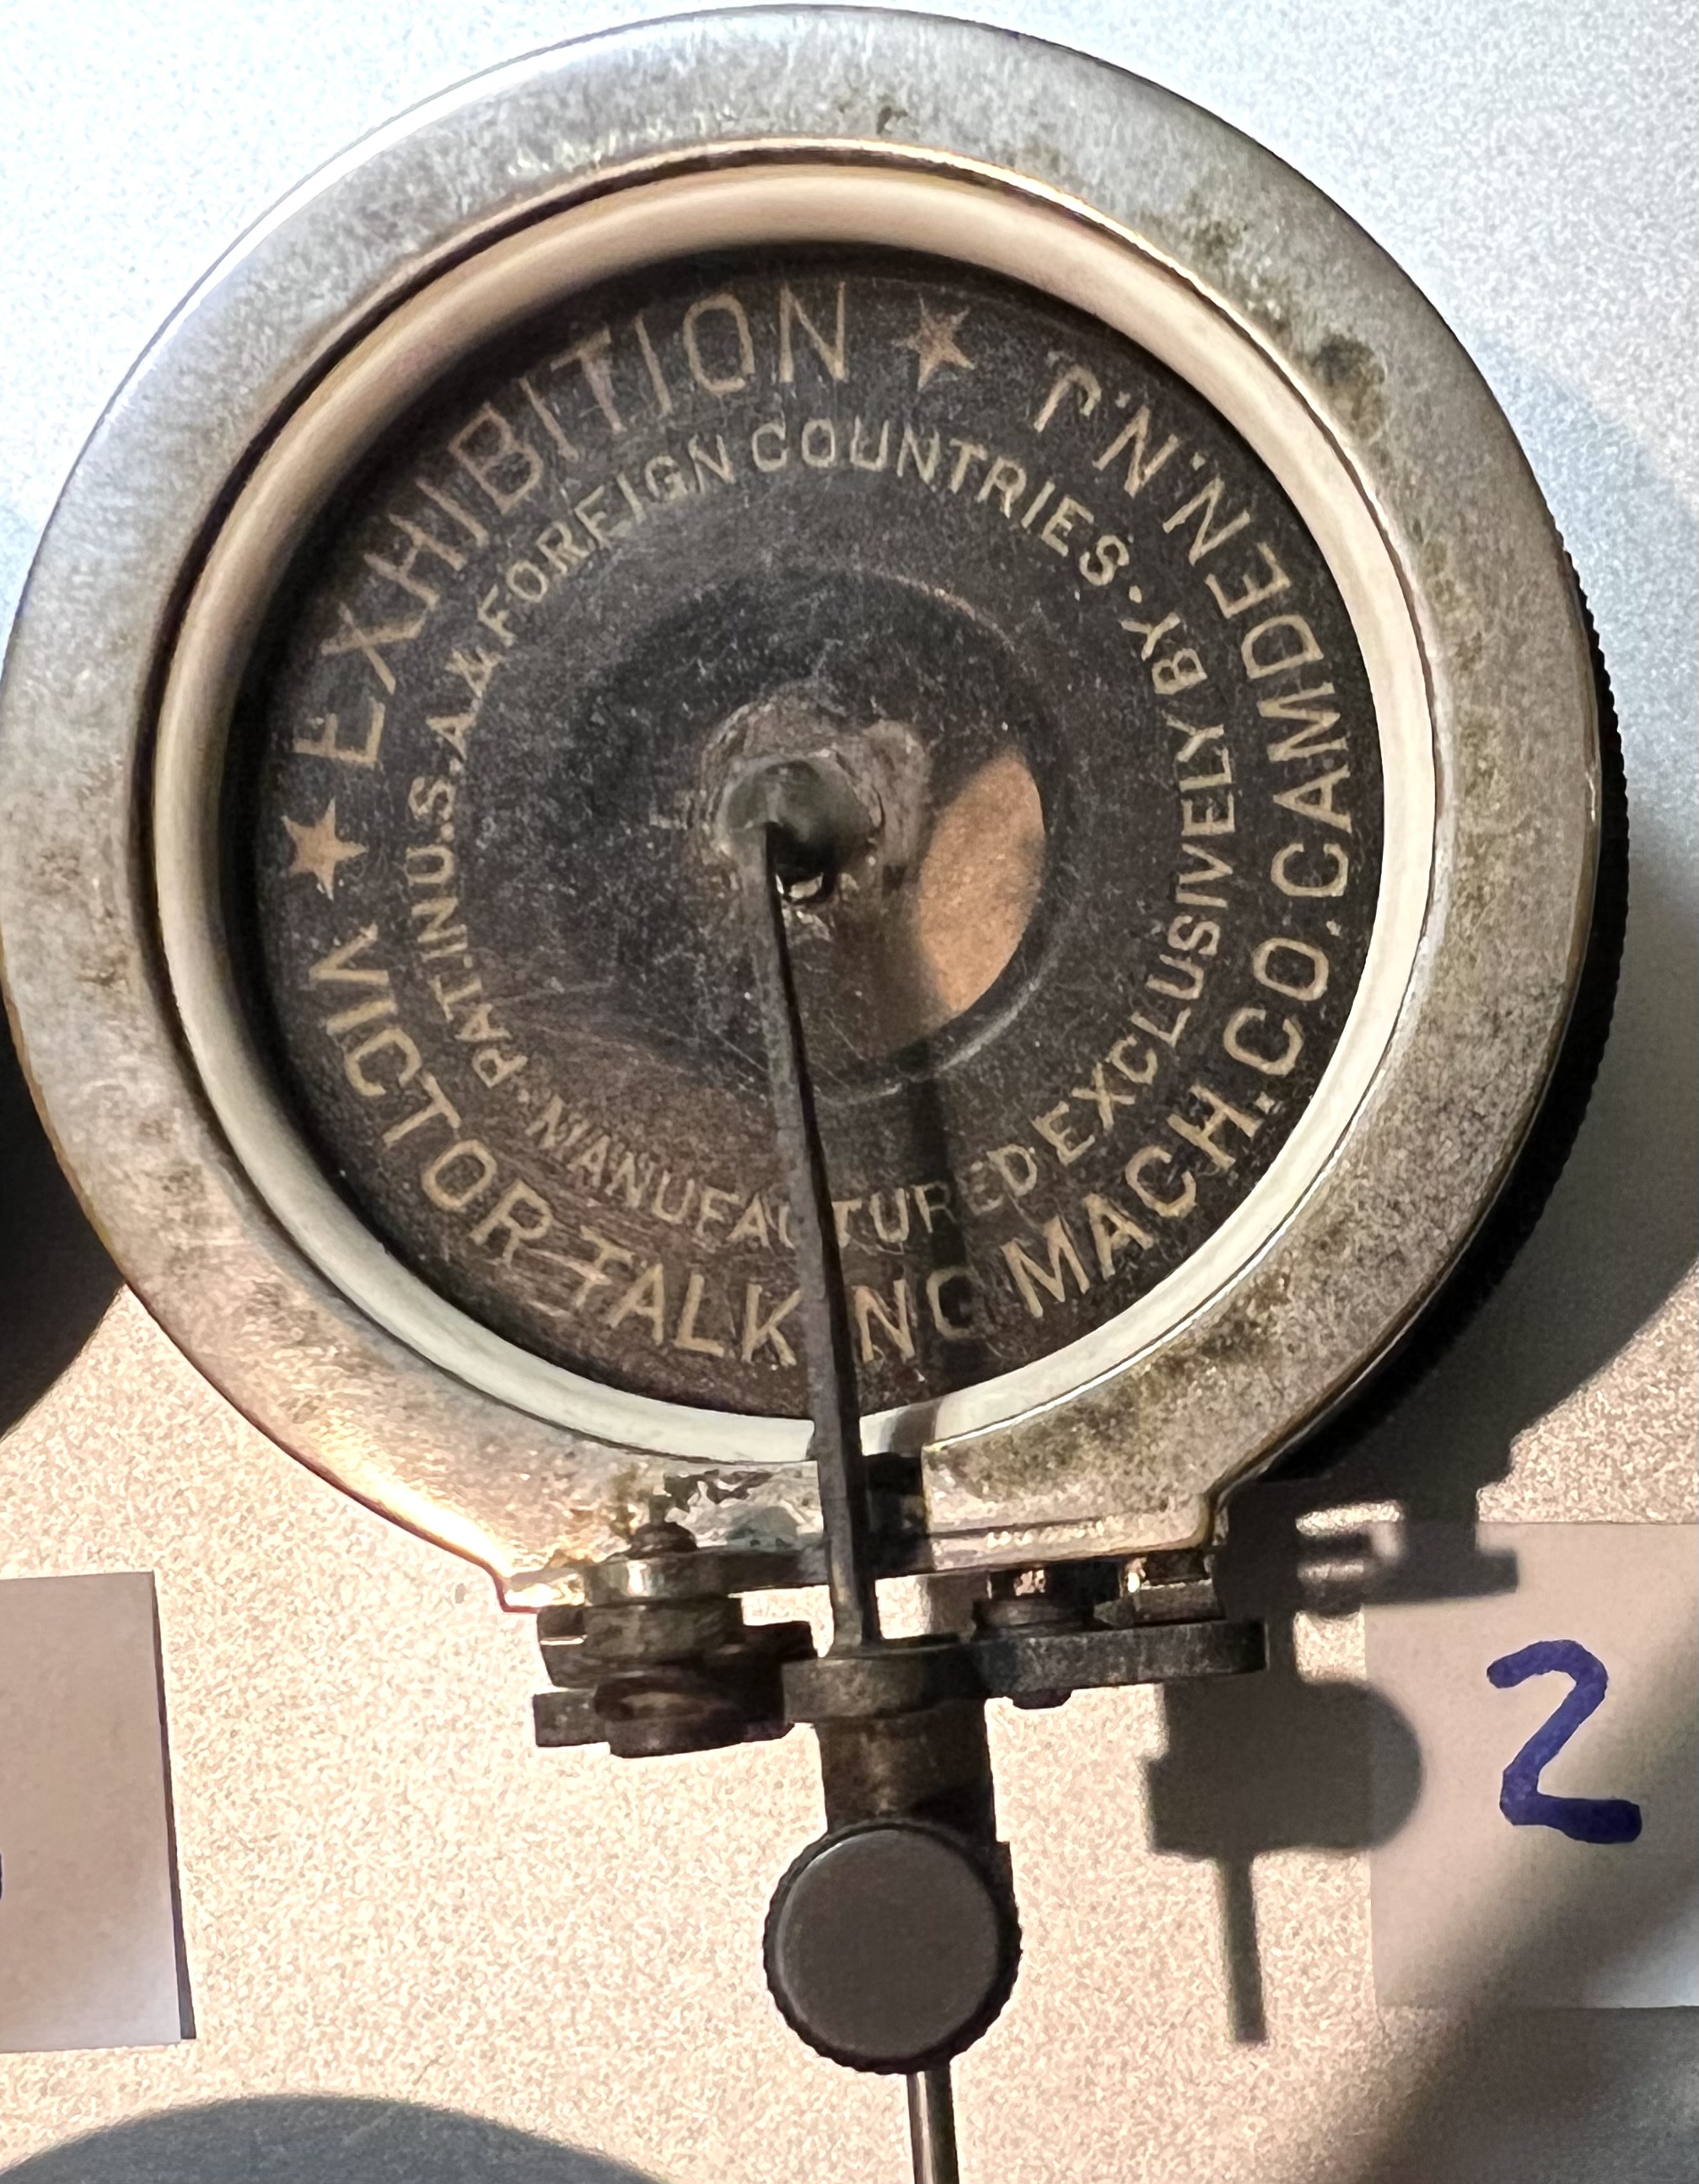 ★ EXHIBITION ★
VICTOR TALKING MACH. CO. CAMDEN. N. J.
PAT. IN U.S.A. & FOREIGN COUNTRIES.
MANUFACTURED EXCLUSIVELY BY
2